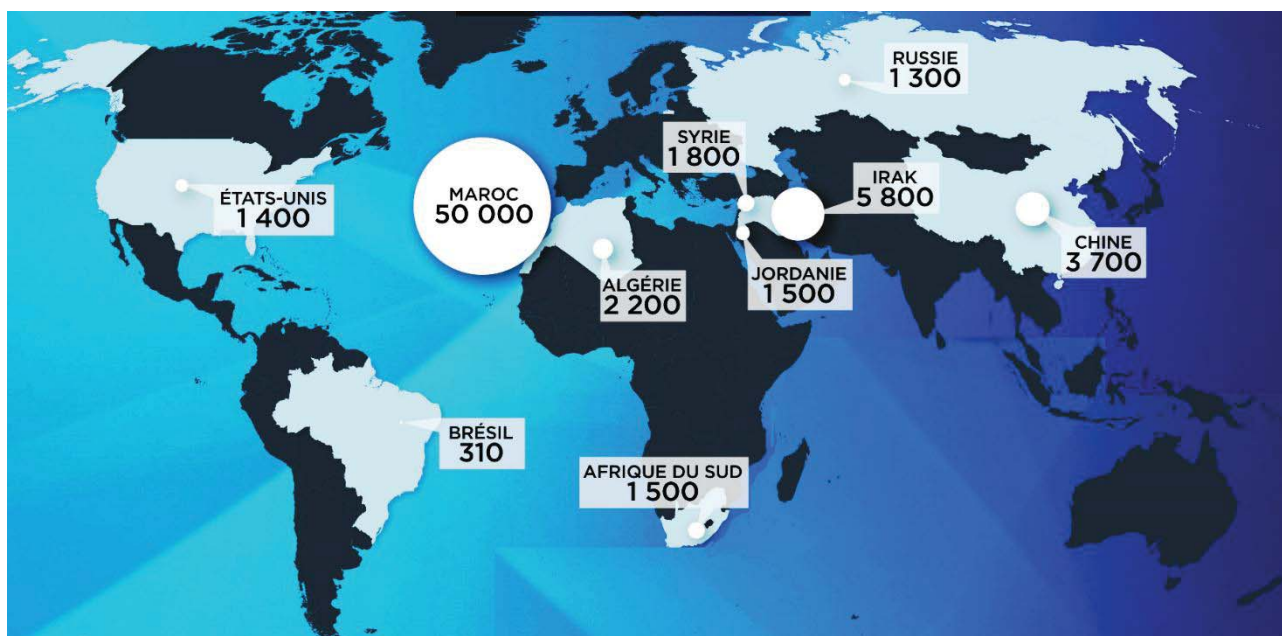 RUSSIE
1 300
SYRIE
1 800
IRAK
5 800
ÉTATS-UNIS
1 400
MAROC
50 000
CHINE
3 700
ALGÉRIE
2 200
JORDANIE
1 500
BRÉSIL
310
AFRIQUE DU SUD
1 500